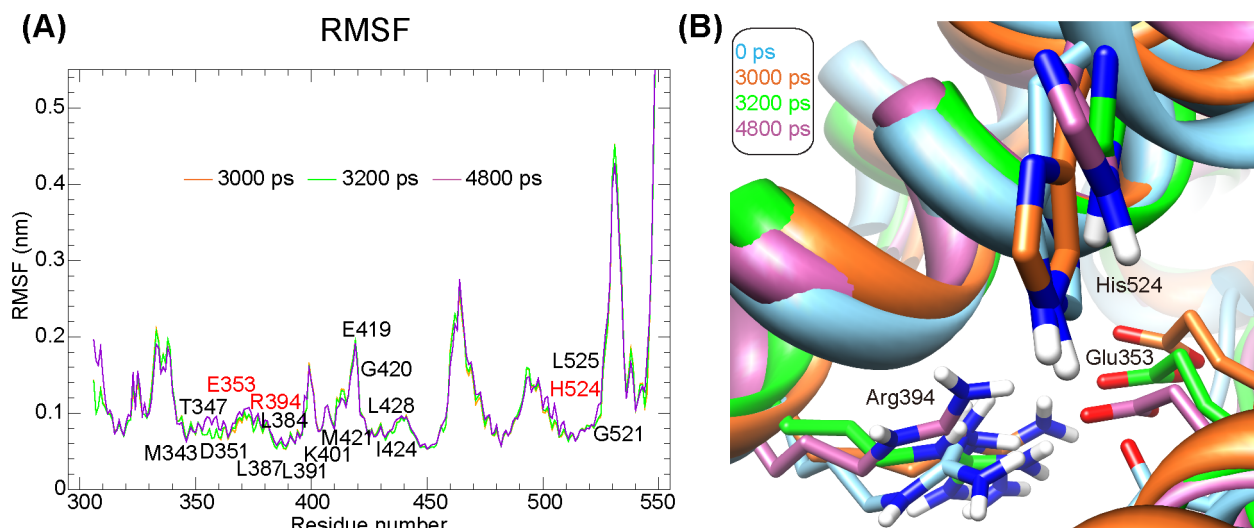 (A)
RMSF
(B)
0.5
0.4
0.3
0.2
0.1
0
RMSF (nm)
3000 ps
3200 ps
4800 ps
E419
G420
L525
E353
H524
R394
T347
L384
L428
G521
M421
M343
D351
K401
I424
L387
L391
300
350
400
450
500
550
Residue number
0 ps
3000 ps
3200 ps
4800 ps
His524
Glu353
Arg394